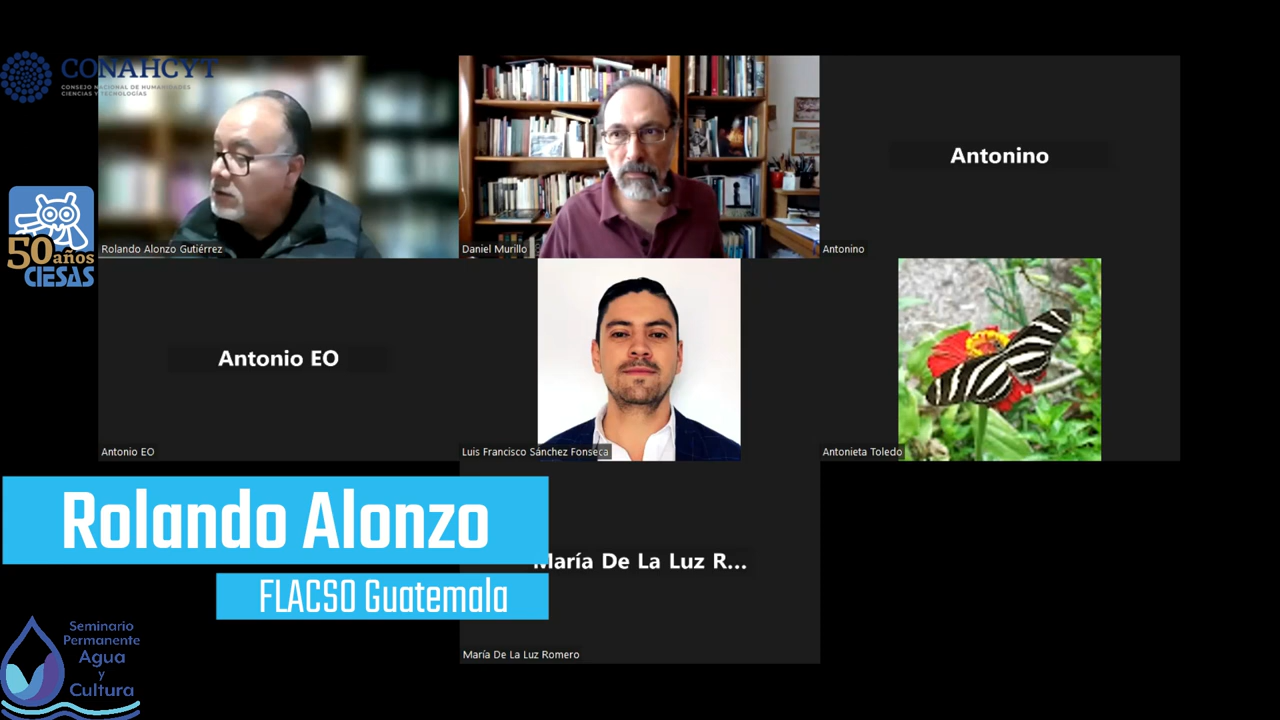 CONAHCYT
CONSEJO NACIONAL DE HUMANIDADES
CIENCIAS Y TECNOLOGÍAS
Rolando Alonzo Gutiérrez
Daniel Murillo
Antonino
Antonino
50 años
CIESAS
Antonio EO
Antonio EO
Luis Francisco Sánchez Fonseca
Antonieta Toledo
Rolando Alonzo
FLACSO Guatemala
María De La Luz R...
María De La Luz Romero
Seminario
Permanente
Agua
y
Cultura